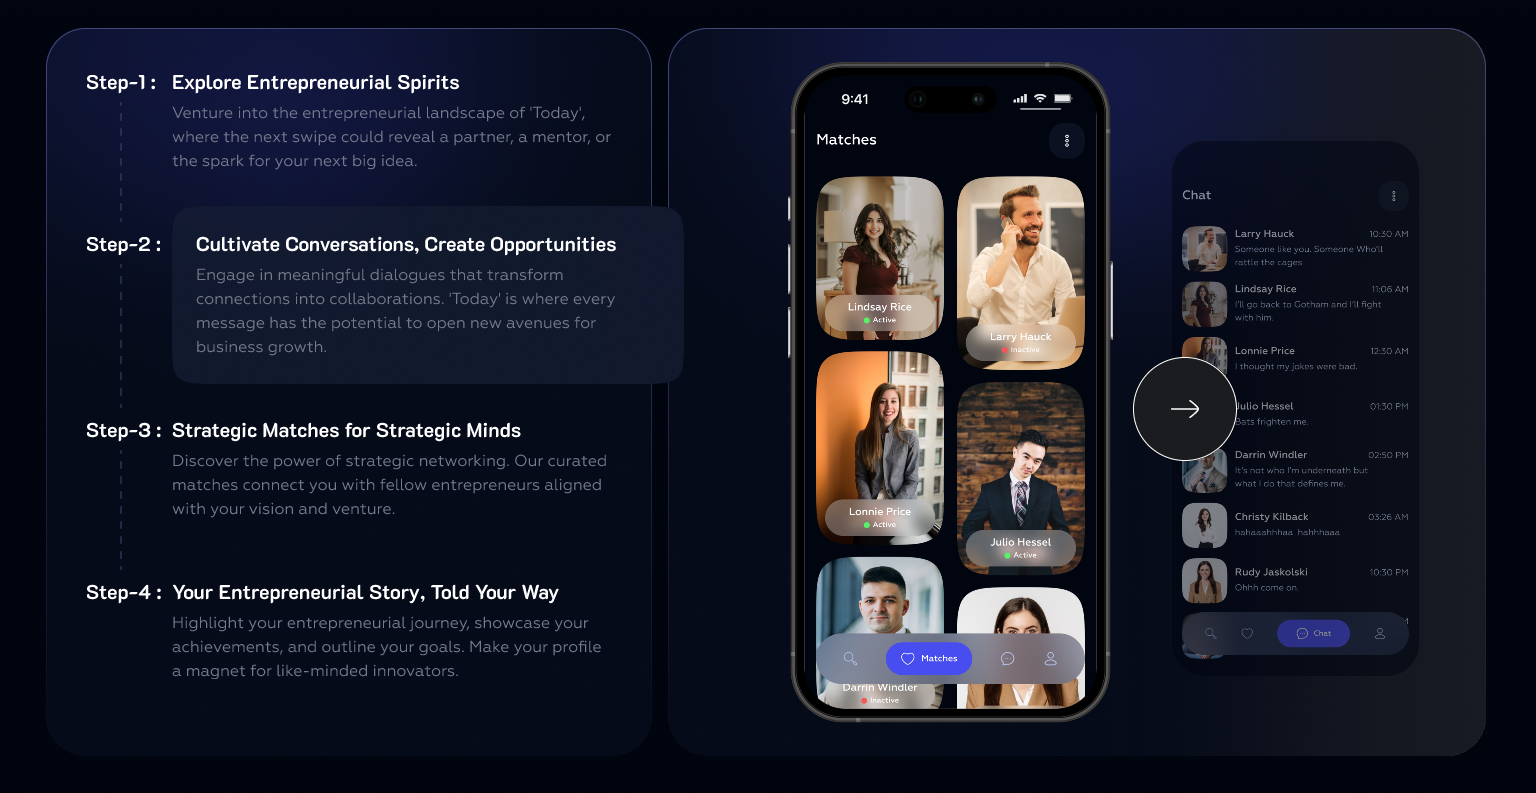 Step-1 : Explore Entrepreneurial Spirits
Venture into the entrepreneurial landscape of 'Today',
where the next swipe could reveal a partner, a mentor, or
the spark for your next big idea.
Step-2 : Cultivate Conversations, Create Opportunities
Engage in meaningful dialogues that transform
connections into collaborations. 'Today' is where every
message has the potential to open new avenues for
business growth.
Step-3 : Strategic Matches for Strategic Minds
Discover the power of strategic networking. Our curated
matches connect you with fellow entrepreneurs aligned
with your vision and venture.
Step-4 : Your Entrepreneurial Story, Told Your Way
Highlight your entrepreneurial journey, showcase your
achievements, and outline your goals. Make your profile
a magnet for like-minded innovators.
9:41
Matches
Lindsay Rice
Active
Larry Hauck
Inactive
Lonnie Price
Active
Julio Hessel
Active
Matches
Darrin Windler
Inactive
Chat
Larry Hauck 10:30 AM
Someone like you. Someone Who'll
rattle the cages
Lindsay Rice 11:06 AM
I'll go back to Gotham and I'll fight
with him.
Lonnie Price 12:30 AM
I thought my jokes were bad.
Julio Hessel 01:30 PM
Bats frighten me.
Darrin Windler 02:50 PM
It's not who I'm underneath but
what I do that defines me.
Christy Kilback 03:26 AM
hahaaahhhaa hahhhaaa
Rudy Jaskolski 10:30 PM
Ohhh come on.
Chat